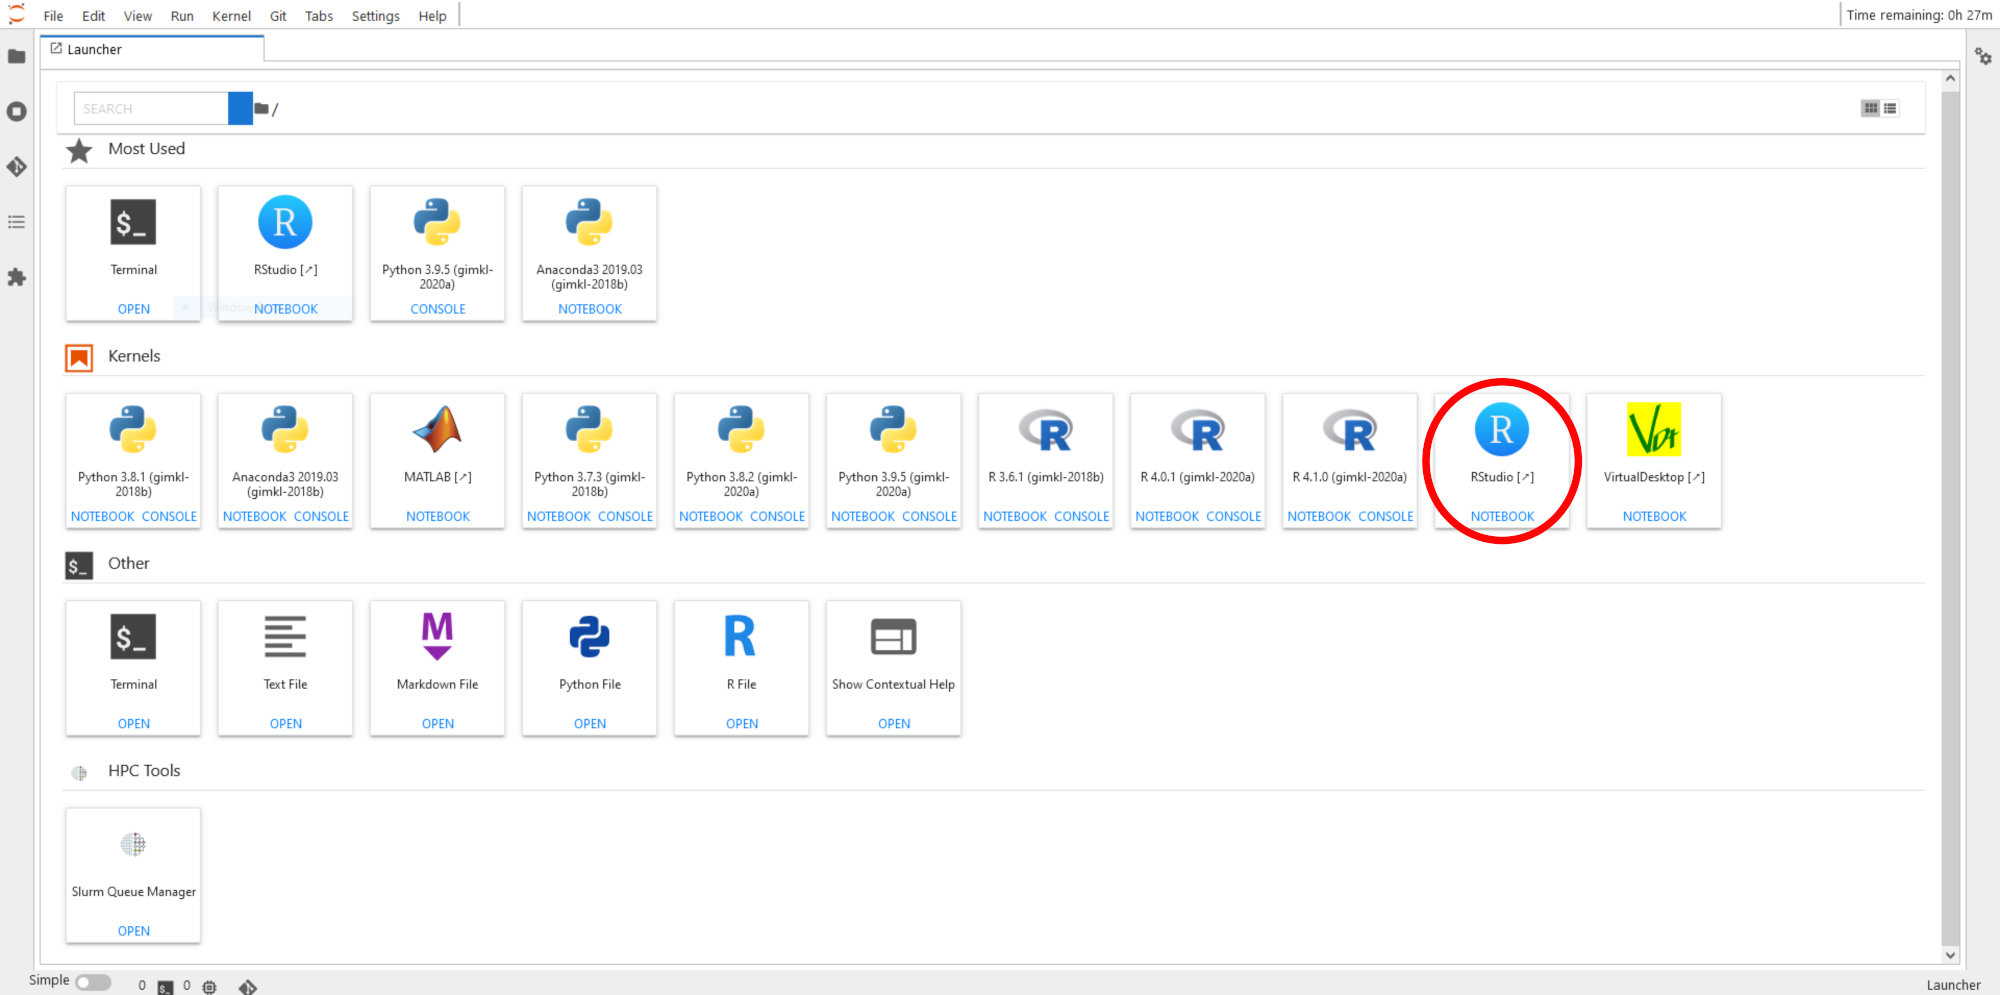 File Edit View Run Kernel Git Tabs Settings Help
Time remaining: 0h 27m
Launcher
SEARCH
/
Most Used
$_ R
Terminal RStudio [↗] Python 3.9.5 (gimkl- Anaconda3 2019.03
2020a) (gimkl-2018b)
OPEN Window NOTEBOOK CONSOLE NOTEBOOK
Kernels
R R R R Vdt
Python 3.8.1 (gimkl- Anaconda3 2019.03 MATLAB [↗] Python 3.7.3 (gimkl- Python 3.8.2 (gimkl- Python 3.9.5 (gimkl- R 3.6.1 (gimkl-2018b) R 4.0.1 (gimkl-2020a) R 4.1.0 (gimkl-2020a) RStudio [↗] VirtualDesktop [↗]
2018b) (gimkl-2018b) 2018b) 2020a) 2020a)
NOTEBOOK CONSOLE NOTEBOOK CONSOLE NOTEBOOK NOTEBOOK CONSOLE NOTEBOOK CONSOLE NOTEBOOK CONSOLE NOTEBOOK CONSOLE NOTEBOOK CONSOLE NOTEBOOK CONSOLE NOTEBOOK NOTEBOOK
$_ Other
$_ M R
Terminal Text File Markdown File Python File R File Show Contextual Help
OPEN OPEN OPEN OPEN OPEN OPEN
HPC Tools
Slurm Queue Manager
OPEN
Simple 0 $_ 0 Launcher